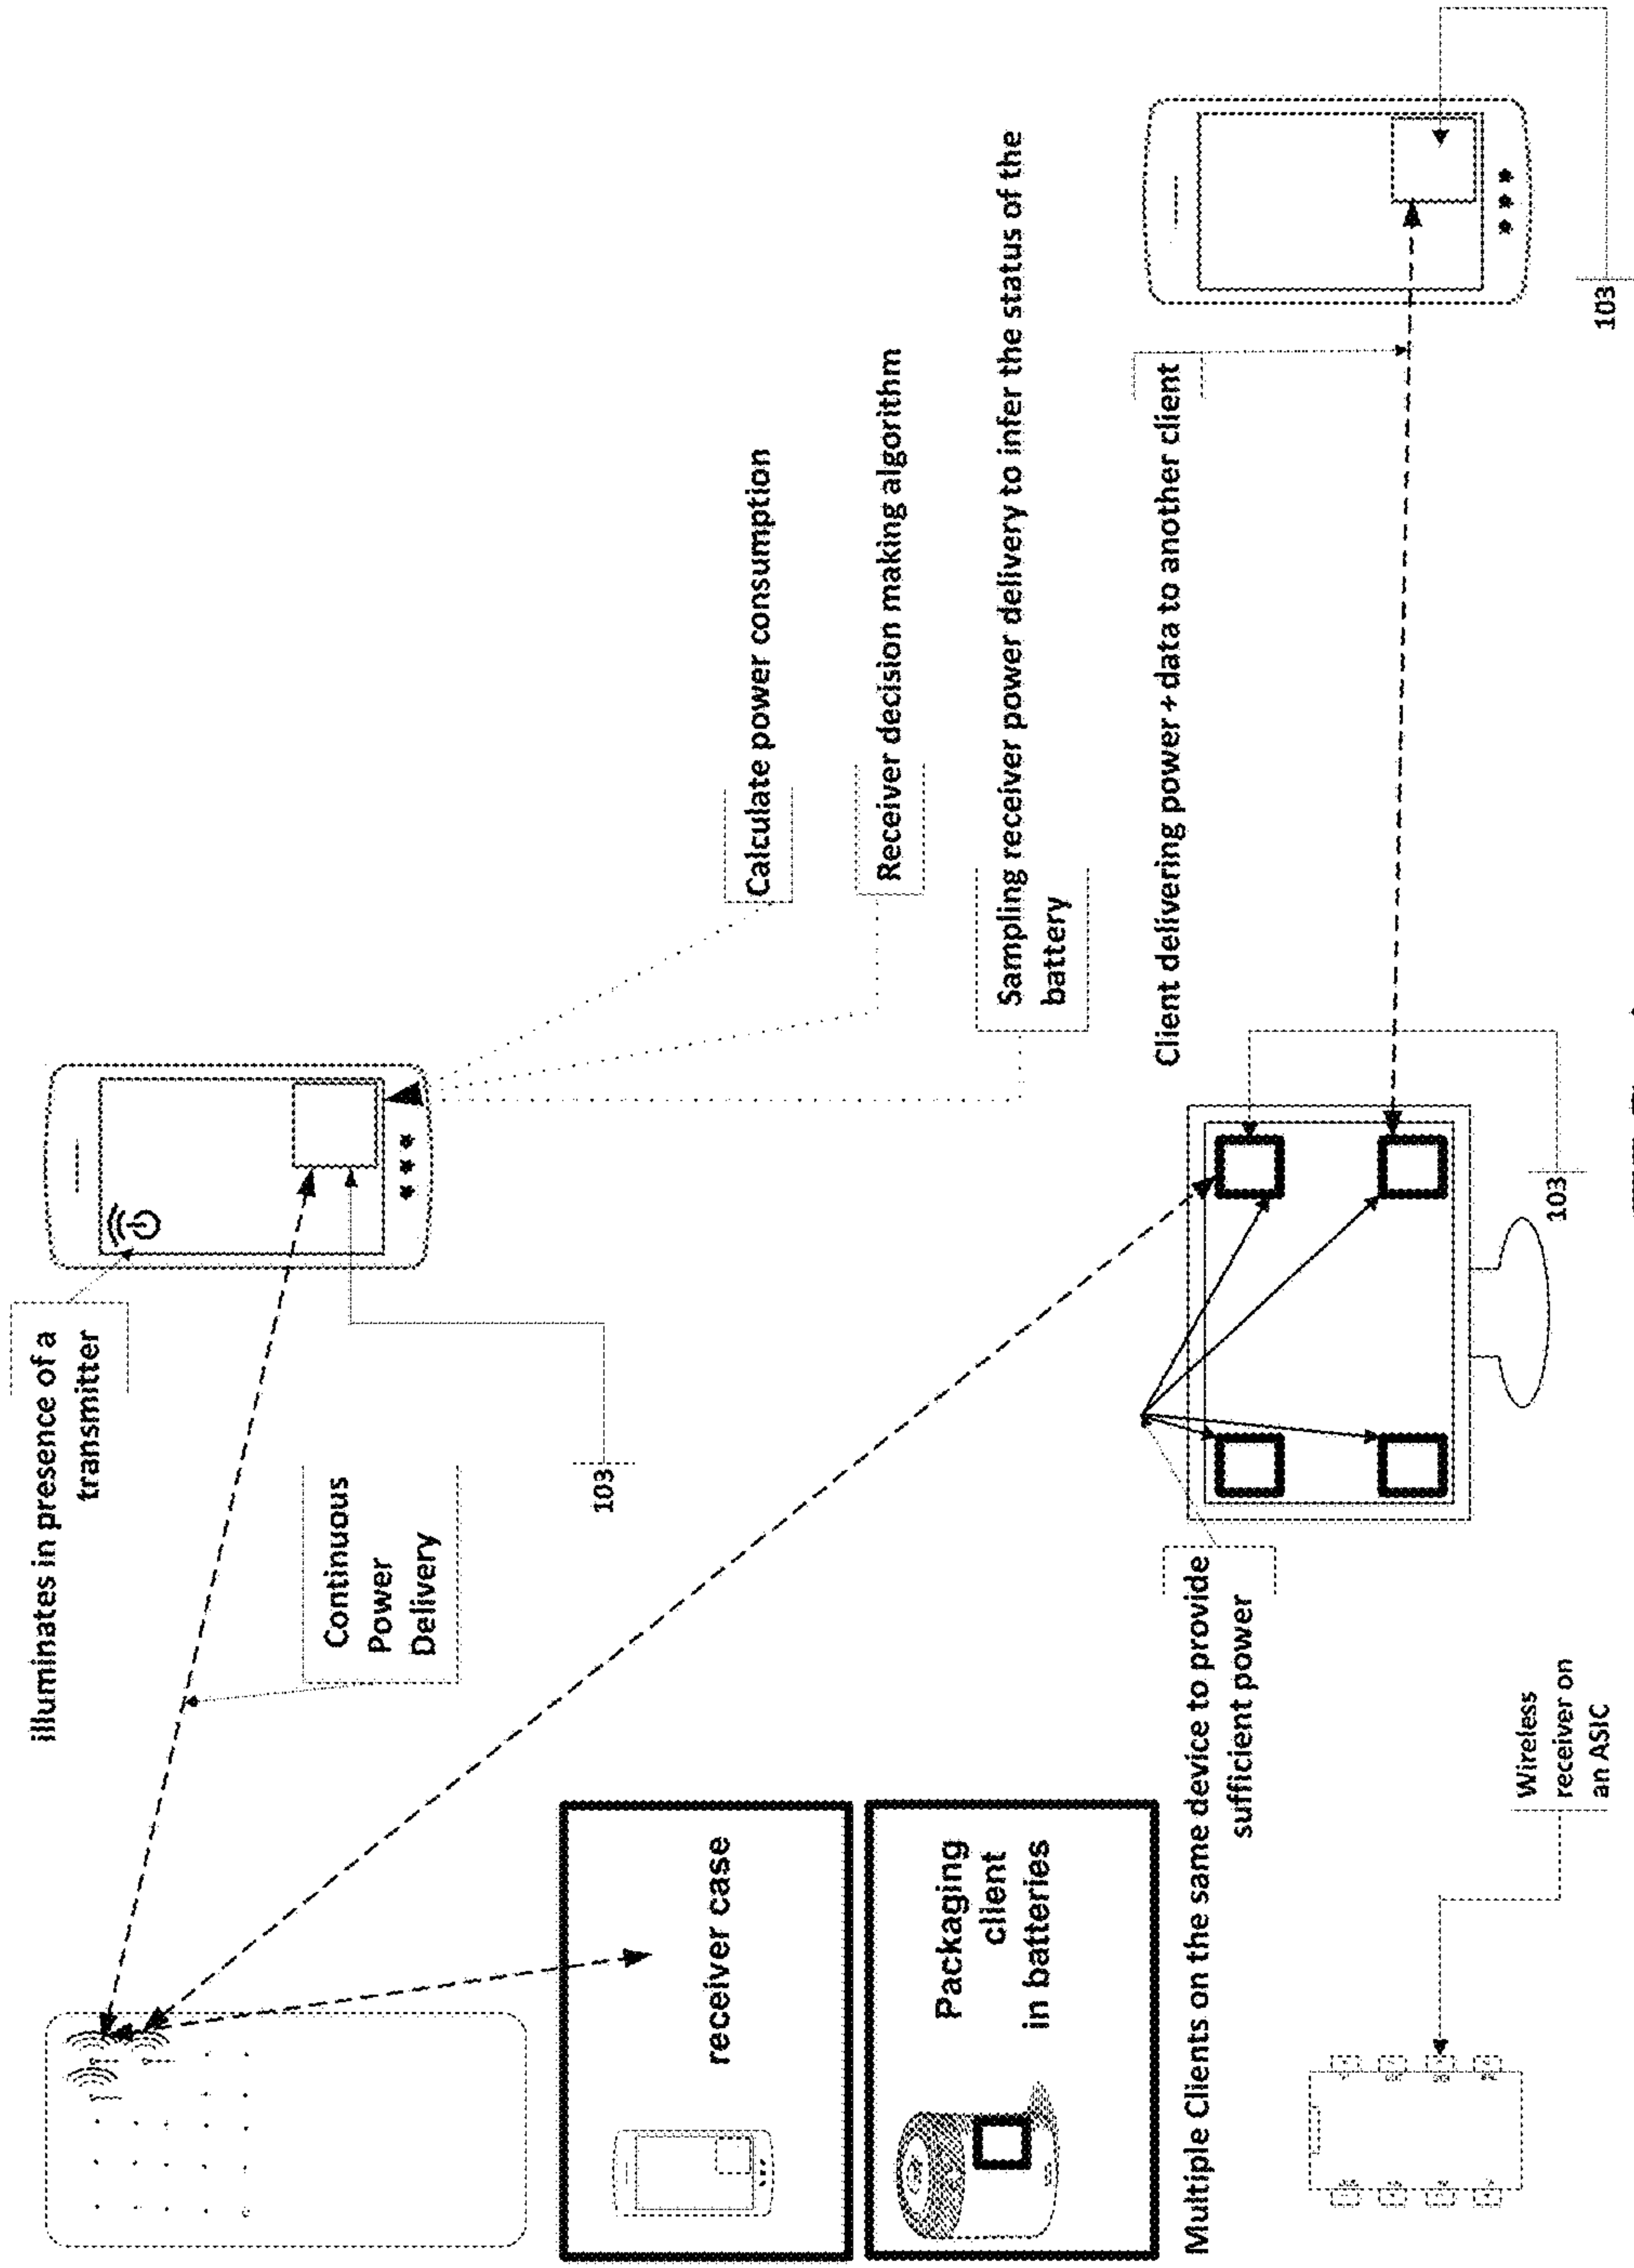 illuminates in presence of a
transmitter
Continuous
Power
Delivery
103
Calculate power consumption
Receiver decision making algorithm
Sampling receiver power delivery to infer the status of the
battery
receiver case
Packaging
client
in batteries
Multiple Clients on the same device to provide
sufficient power
Client delivering power + data to another client
103
103
Wireless
receiver on
an ASIC